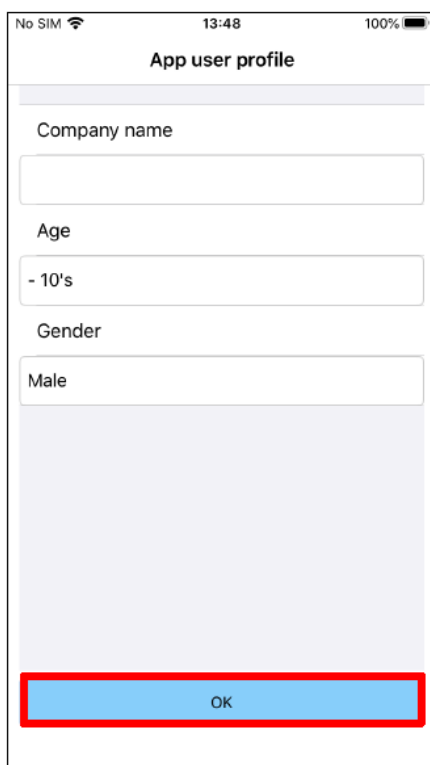 No SIM 13:48 100%
App user profile
Company name
Age
- 10's
Gender
Male
OK